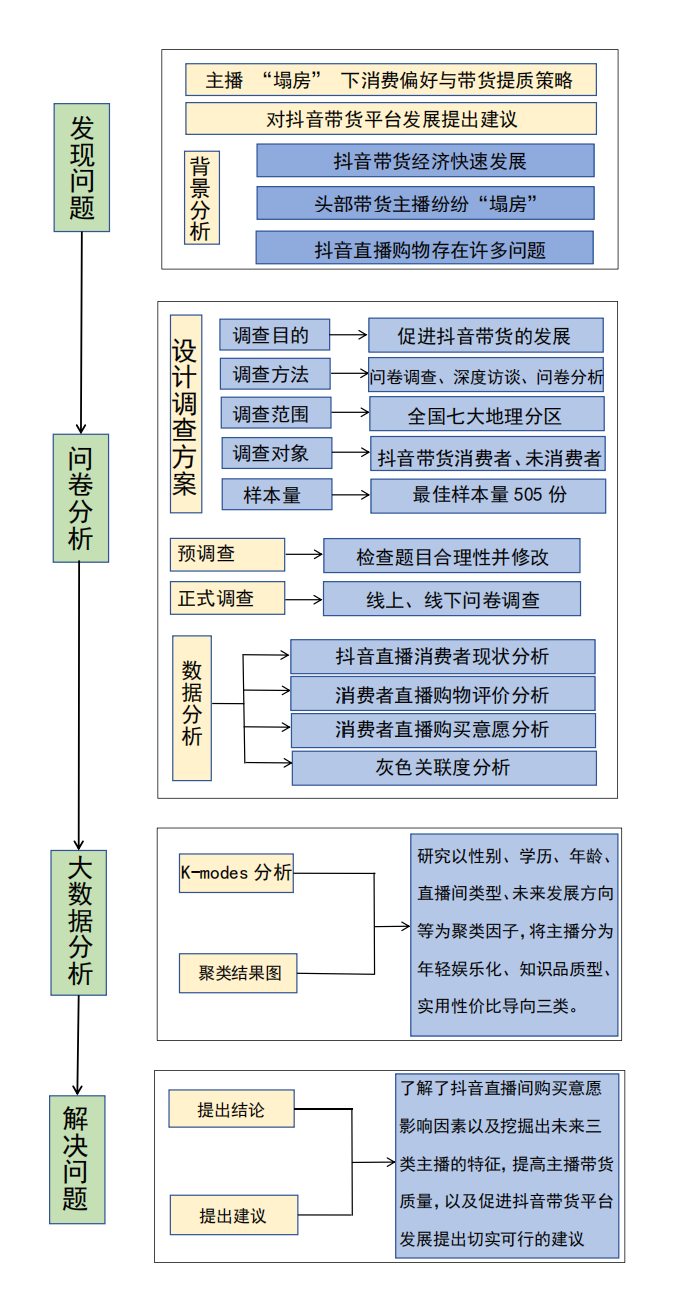 发现问题
主播 “塌房” 下消费偏好与带货提质策略
对抖音带货平台发展提出建议
背景分析
抖音带货经济快速发展
头部带货主播纷纷“塌房”
抖音直播购物存在许多问题
问卷分析
设计调查方案
调查目的
促进抖音带货的发展
调查方法
问卷调查、深度访谈、问卷分析
调查范围
全国七大地理分区
调查对象
抖音带货消费者、未消费者
样本量
最佳样本量 505 份
预调查
检查题目合理性并修改
正式调查
线上、线下问卷调查
数据分析
抖音直播消费者现状分析
消费者直播购物评价分析
消费者直播购买意愿分析
灰色关联度分析
大数据分析
K-modes 分析
聚类结果图
研究以性别、学历、年龄、
直播间类型、未来发展方向
等为聚类因子，将主播分为
年轻娱乐化、知识品质型、
实用性价比导向三类。
解决问题
提出结论
提出建议
了解了抖音直播间购买意愿
影响因素以及挖掘出未来三
类主播的特征，提高主播带货
质量，以及促进抖音带货平台
发展提出切实可行的建议